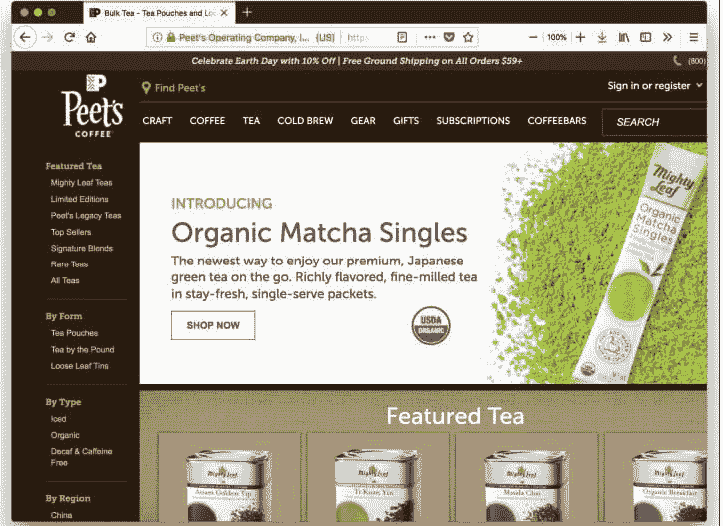 Bulk Tea - Tea Pouches and Lo
Peet's Operating Company, I... (US)
https
100%
Celebrate Earth Day with 10% Off | Free Ground Shipping on All Orders $59+
(800)
Peet's
COFFEE
Find Peet's
Sign in or register
CRAFT COFFEE TEA COLD BREW GEAR GIFTS SUBSCRIPTIONS COFFEEBARS
SEARCH
Featured Tea
Mighty Leaf Teas
Limited Editions
Peet's Legacy Teas
Top Sellers
Signature Blends
Rare Teas
All Teas
By Form
Tea Pouches
Tea by the Pound
Loose Leaf Tins
By Type
Iced
Organic
Decaf & Caffeine
Free
By Region
China
INTRODUCING
Organic Matcha Singles
The newest way to enjoy our premium, Japanese
green tea on the go. Richly flavored, fine-milled tea
in stay-fresh, single-serve packets.
SHOP NOW
USDA
ORGANIC
Mighty
Leaf
Organic
Matcha
Singles
Featured Tea
Mighty Leaf
Assam Golden Tip
Mighty Leaf
Ti Kuan Yin
Mighty Leaf
Masala Chai
Mighty Leaf
Organic Breakfast